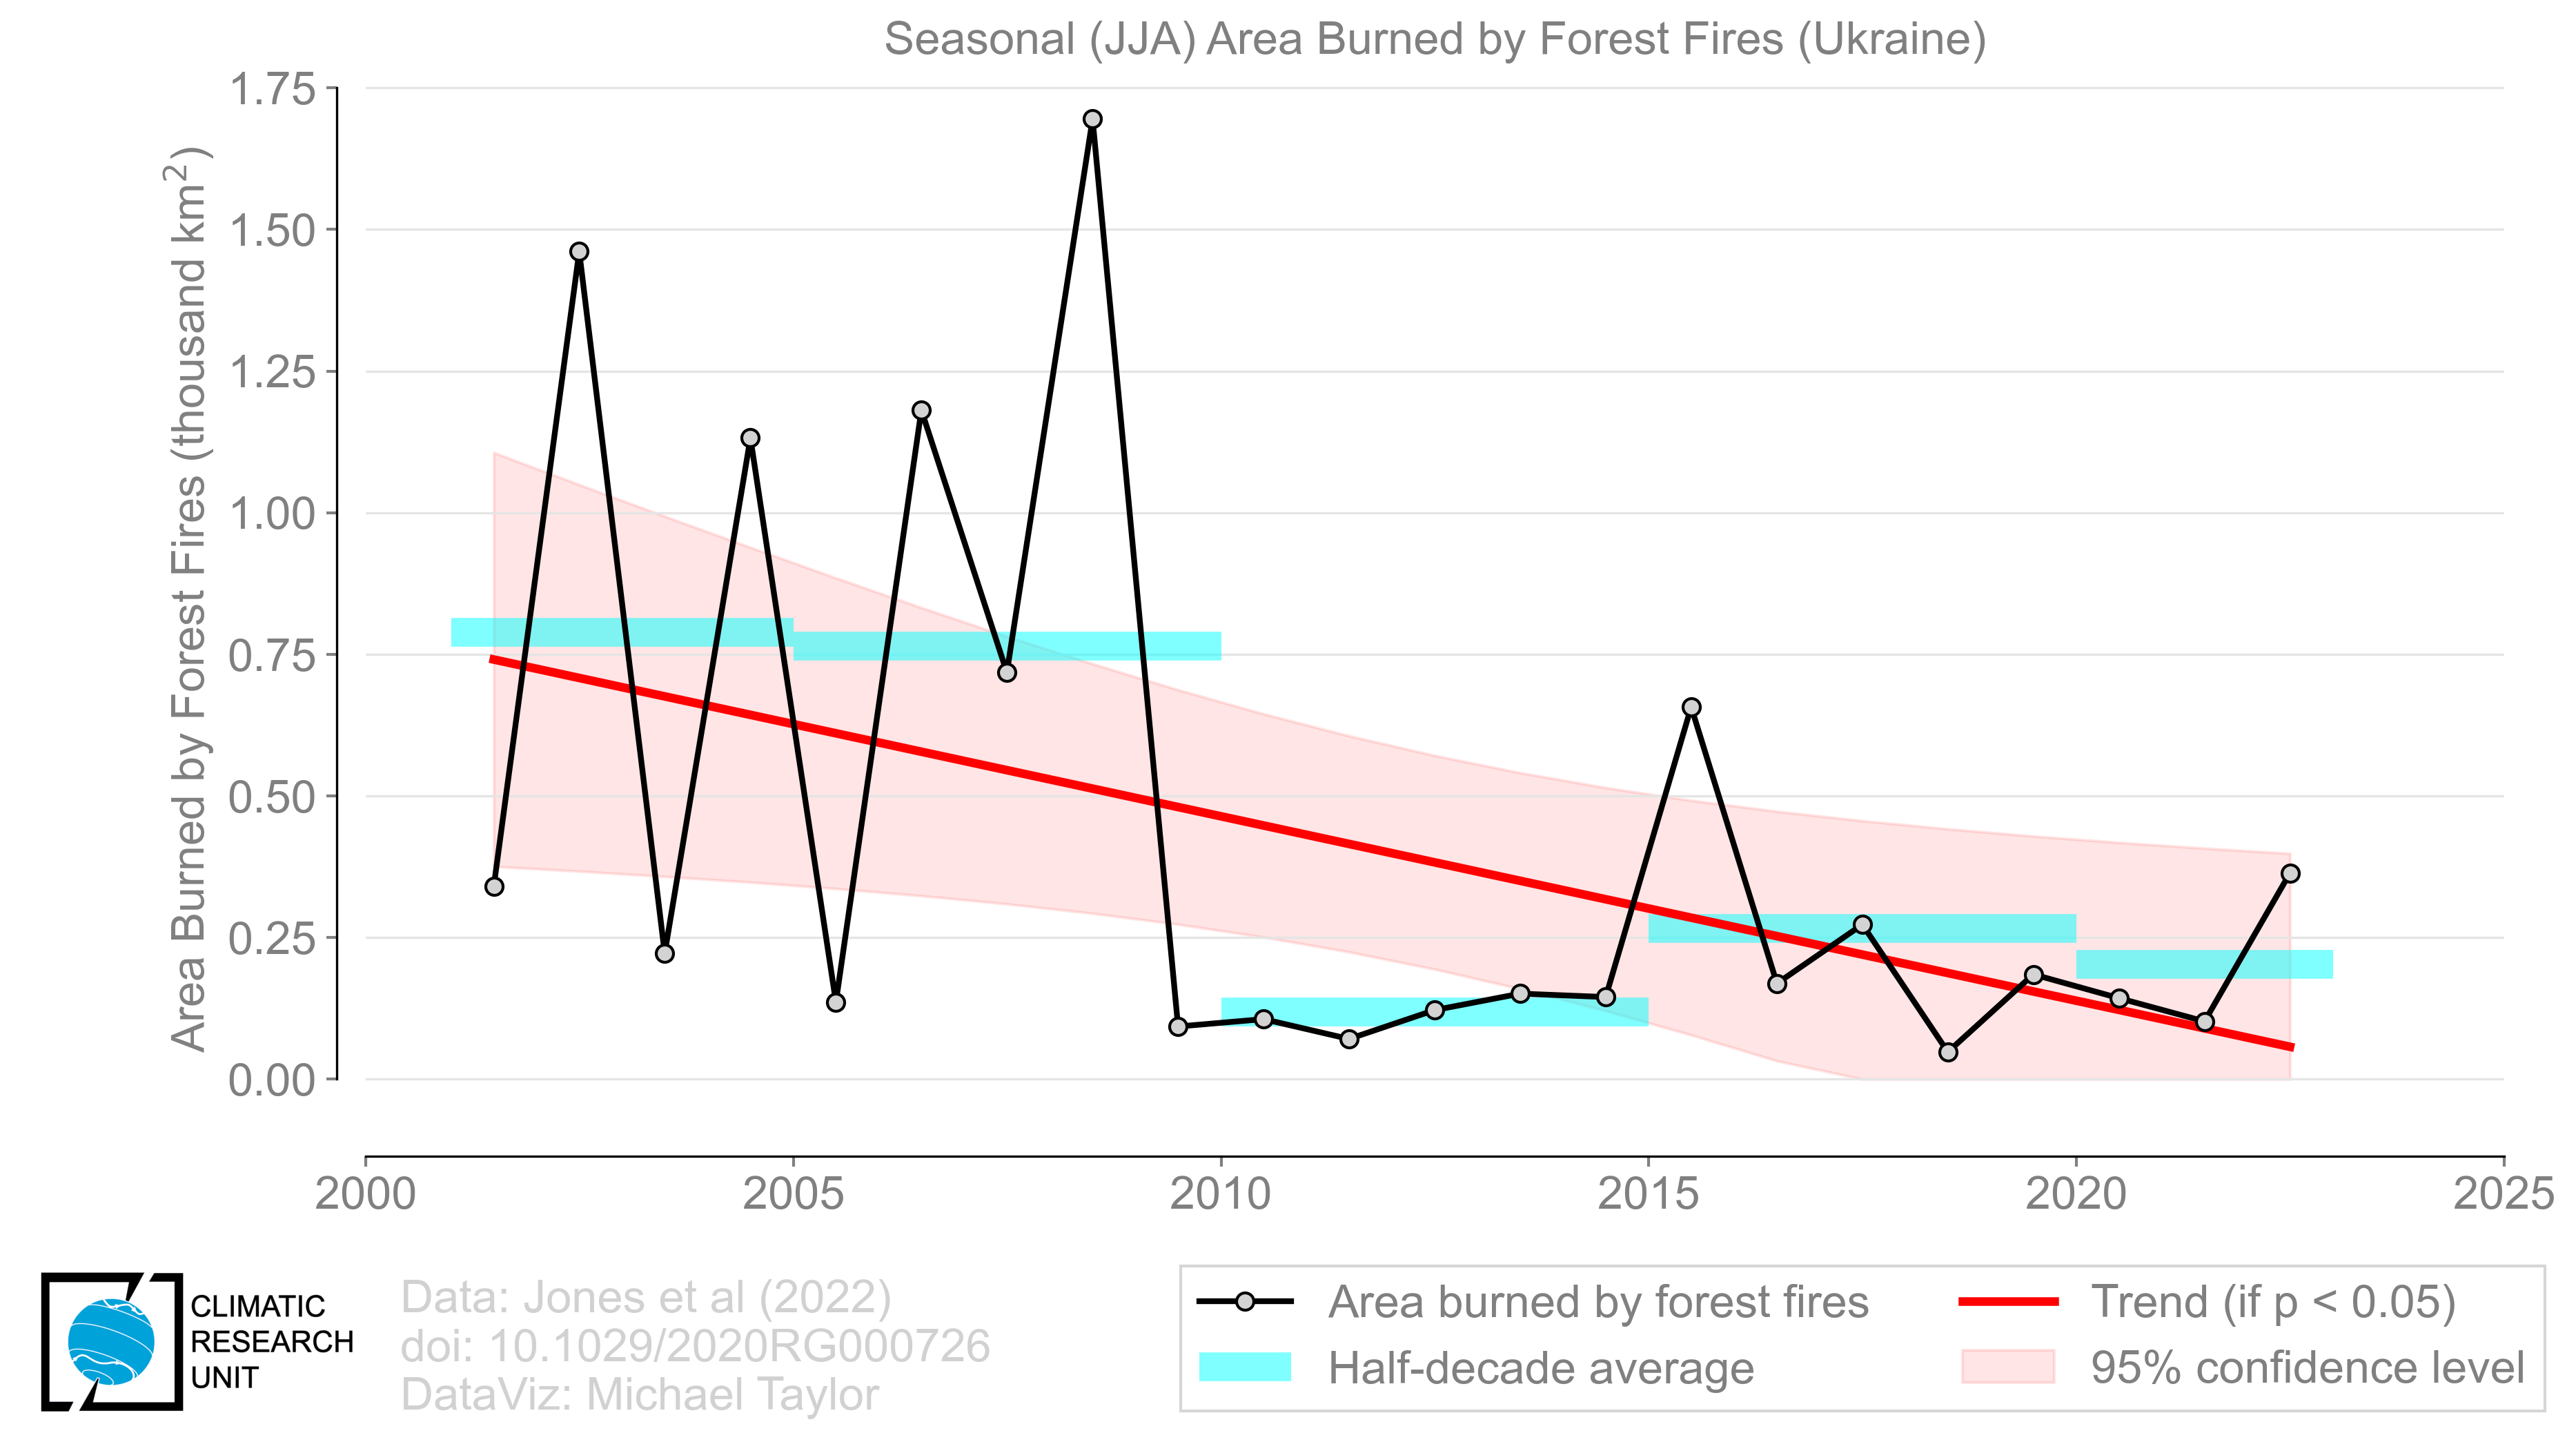 Seasonal (JJA) Area Burned by Forest Fires (Ukraine)
Area Burned by Forest Fires (thousand km²)
1.75
1.50
1.25
1.00
0.75
0.50
0.25
0.00
2000 2005 2010 2015 2020 2025
CLIMATIC
RESEARCH
UNIT
Data: Jones et al (2022)
doi: 10.1029/2020RG000726
DataViz: Michael Taylor
Area burned by forest fires
Half-decade average
Trend (if p < 0.05)
95% confidence level